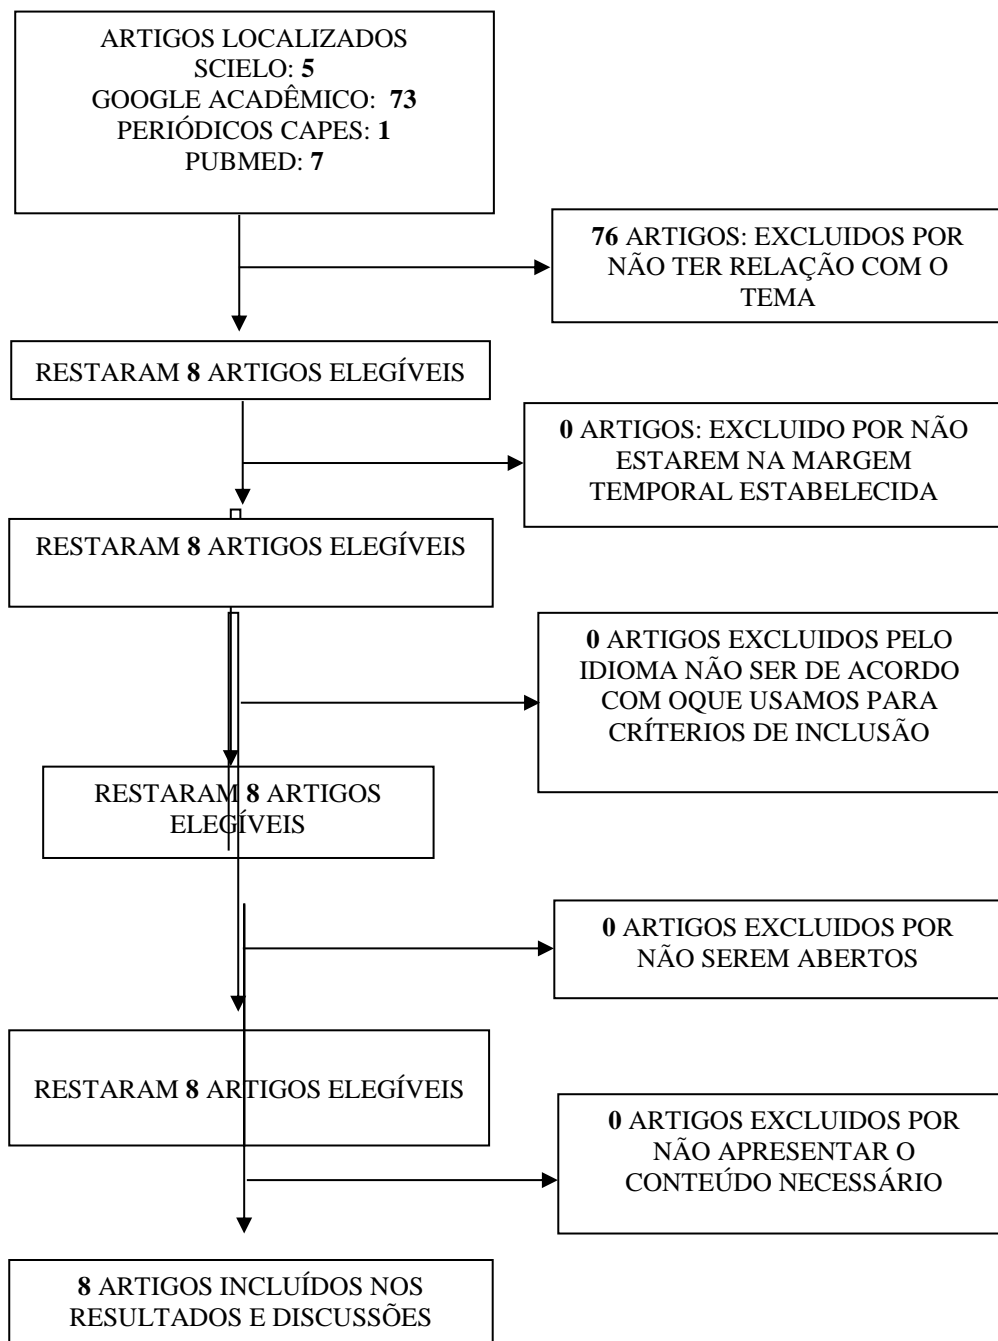 ARTIGOS LOCALIZADOS
SCIELO: 5
GOOGLE ACADÊMICO: 73
PERIÓDICOS CAPES: 1
PUBMED: 7
76 ARTIGOS: EXCLUIDOS POR
NÃO TER RELAÇÃO COM O
TEMA
RESTARAM 8 ARTIGOS ELEGÍVEIS
0 ARTIGOS: EXCLUIDO POR NÃO
ESTAREM NA MARGEM
TEMPORAL ESTABELECIDA
RESTARAM 8 ARTIGOS ELEGÍVEIS
0 ARTIGOS EXCLUIDOS PELO
IDIOMA NÃO SER DE ACORDO
COM OQUE USAMOS PARA
CRÍTERIOS DE INCLUSÃO
RESTARAM 8 ARTIGOS
ELEGÍVEIS
0 ARTIGOS EXCLUIDOS POR
NÃO SEREM ABERTOS
RESTARAM 8 ARTIGOS ELEGÍVEIS
0 ARTIGOS EXCLUIDOS POR
NÃO APRESENTAR O
CONTEÚDO NECESSÁRIO
8 ARTIGOS INCLUÍDOS NOS
RESULTADOS E DISCUSSÕES